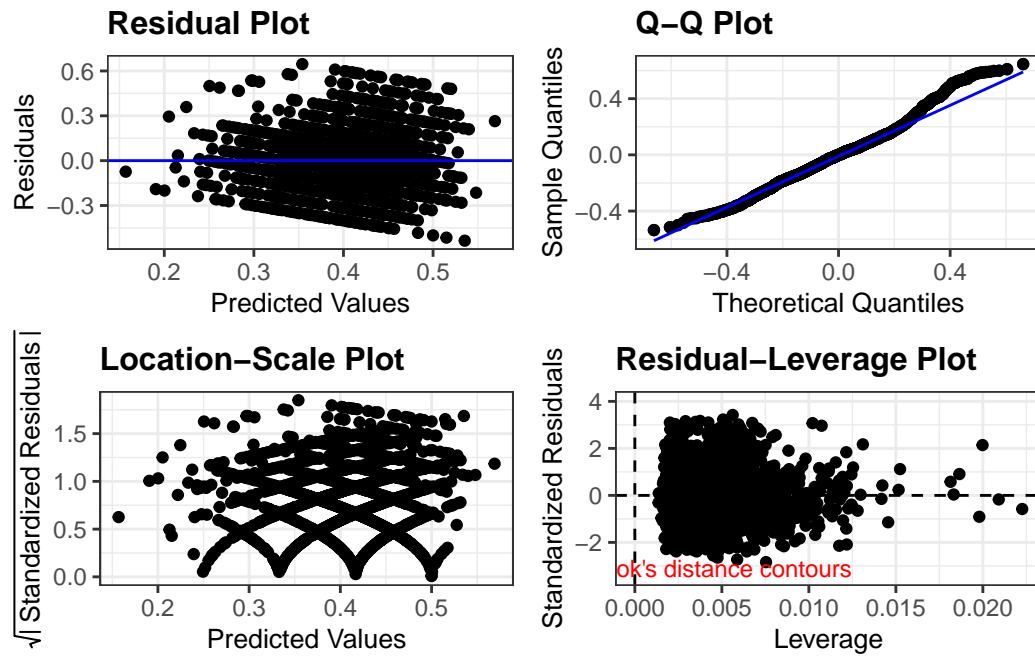 Residual Plot
Residuals
0.6
0.3
0.0
−0.3
0.2
0.3
0.4
0.5
Predicted Values
Q−Q Plot
Sample Quantiles
0.4
0.0
−0.4
−0.4
0.0
0.4
Theoretical Quantiles
Location−Scale Plot
√| Standardized Residuals |
1.5
1.0
0.5
0.0
0.2
0.3
0.4
0.5
Predicted Values
Residual−Leverage Plot
Standardized Residuals
4
2
0
−2
ok's distance contours
0.000
0.005
0.010
0.015
0.020
Leverage